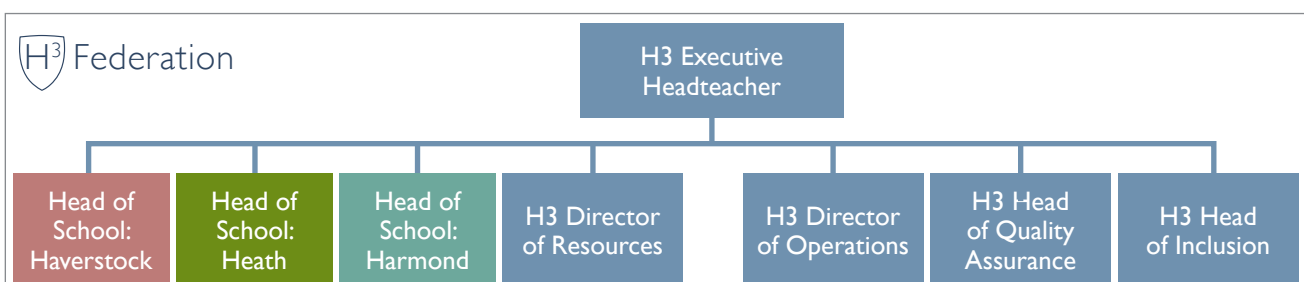 H3 Federation
H3 Executive
Headteacher
Head of
School:
Haverstock
Head of
School:
Heath
Head of
School:
Harmond
H3 Director
of Resources
H3 Director
of Operations
H3 Head
of Quality
Assurance
H3 Head
of Inclusion